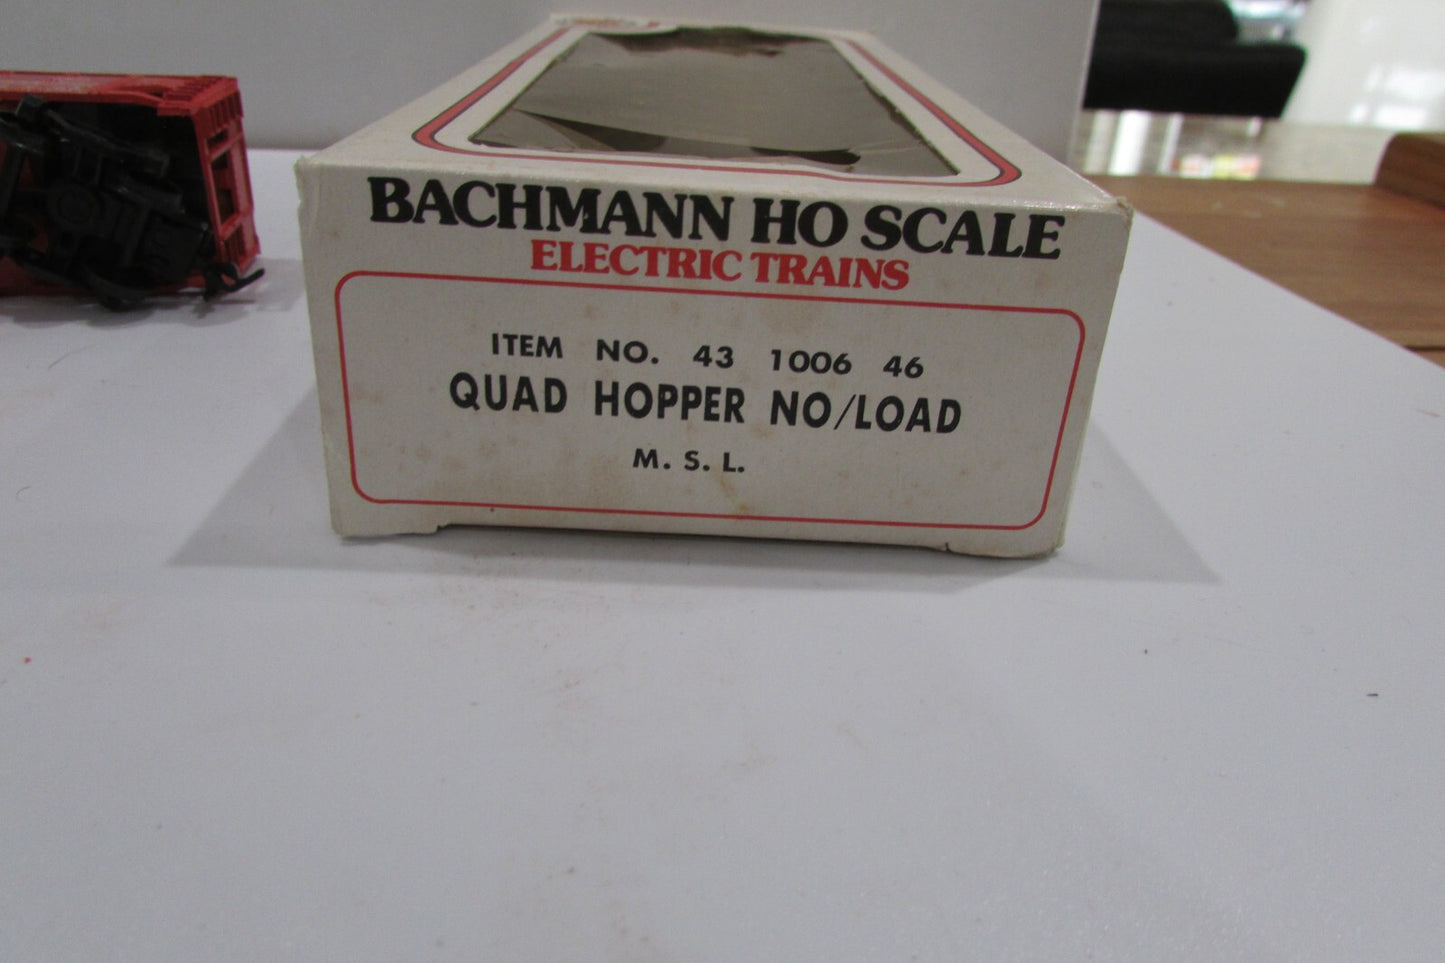 BACHMANN HO SCALE
ELECTRIC TRAINS
ITEM NO. 43 1006 46
QUAD HOPPER NO/LOAD
M. S. L.